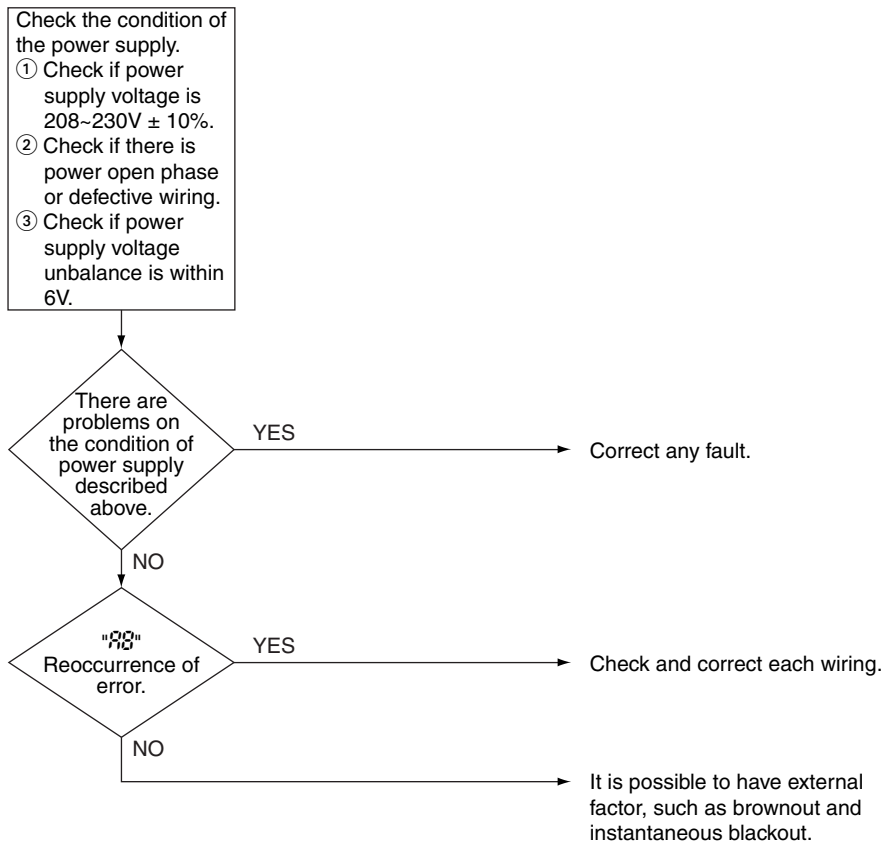 Check the condition of
the power supply.
① Check if power
supply voltage is
208~230V ± 10%.
② Check if there is
power open phase
or defective wiring.
③ Check if power
supply voltage
unbalance is within
6V.
There are
problems on
the condition of
power supply
described
above.
YES
Correct any fault.
NO
"A8"
Reoccurrence of
error.
YES
Check and correct each wiring.
NO
It is possible to have external
factor, such as brownout and
instantaneous blackout.